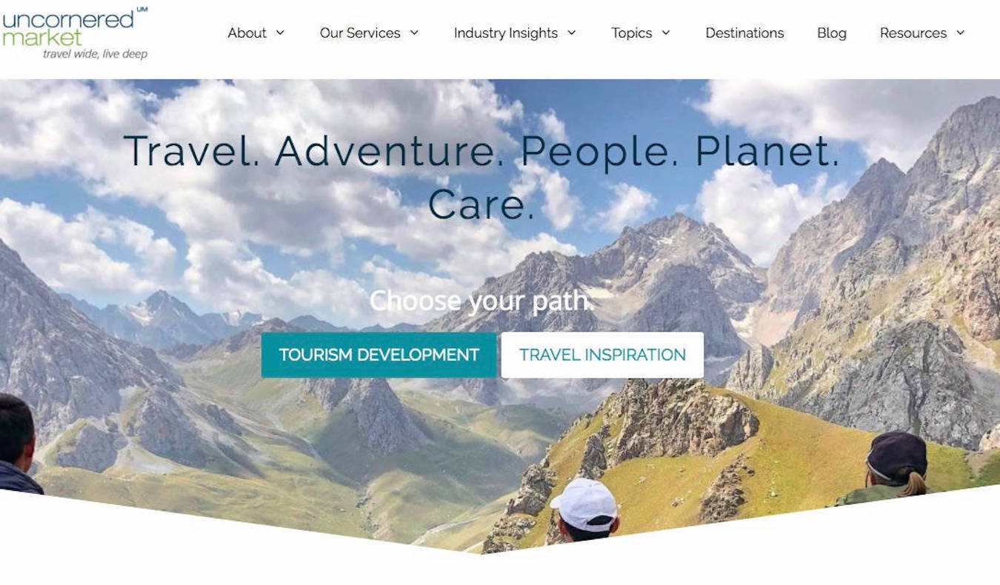 uncornered UM
market
travel wide, live deep
About
Our Services
Industry Insights
Topics
Destinations
Blog
Resources
Travel. Adventure. People. Planet.
Care.
Choose your path.
TOURISM DEVELOPMENT
TRAVEL INSPIRATION